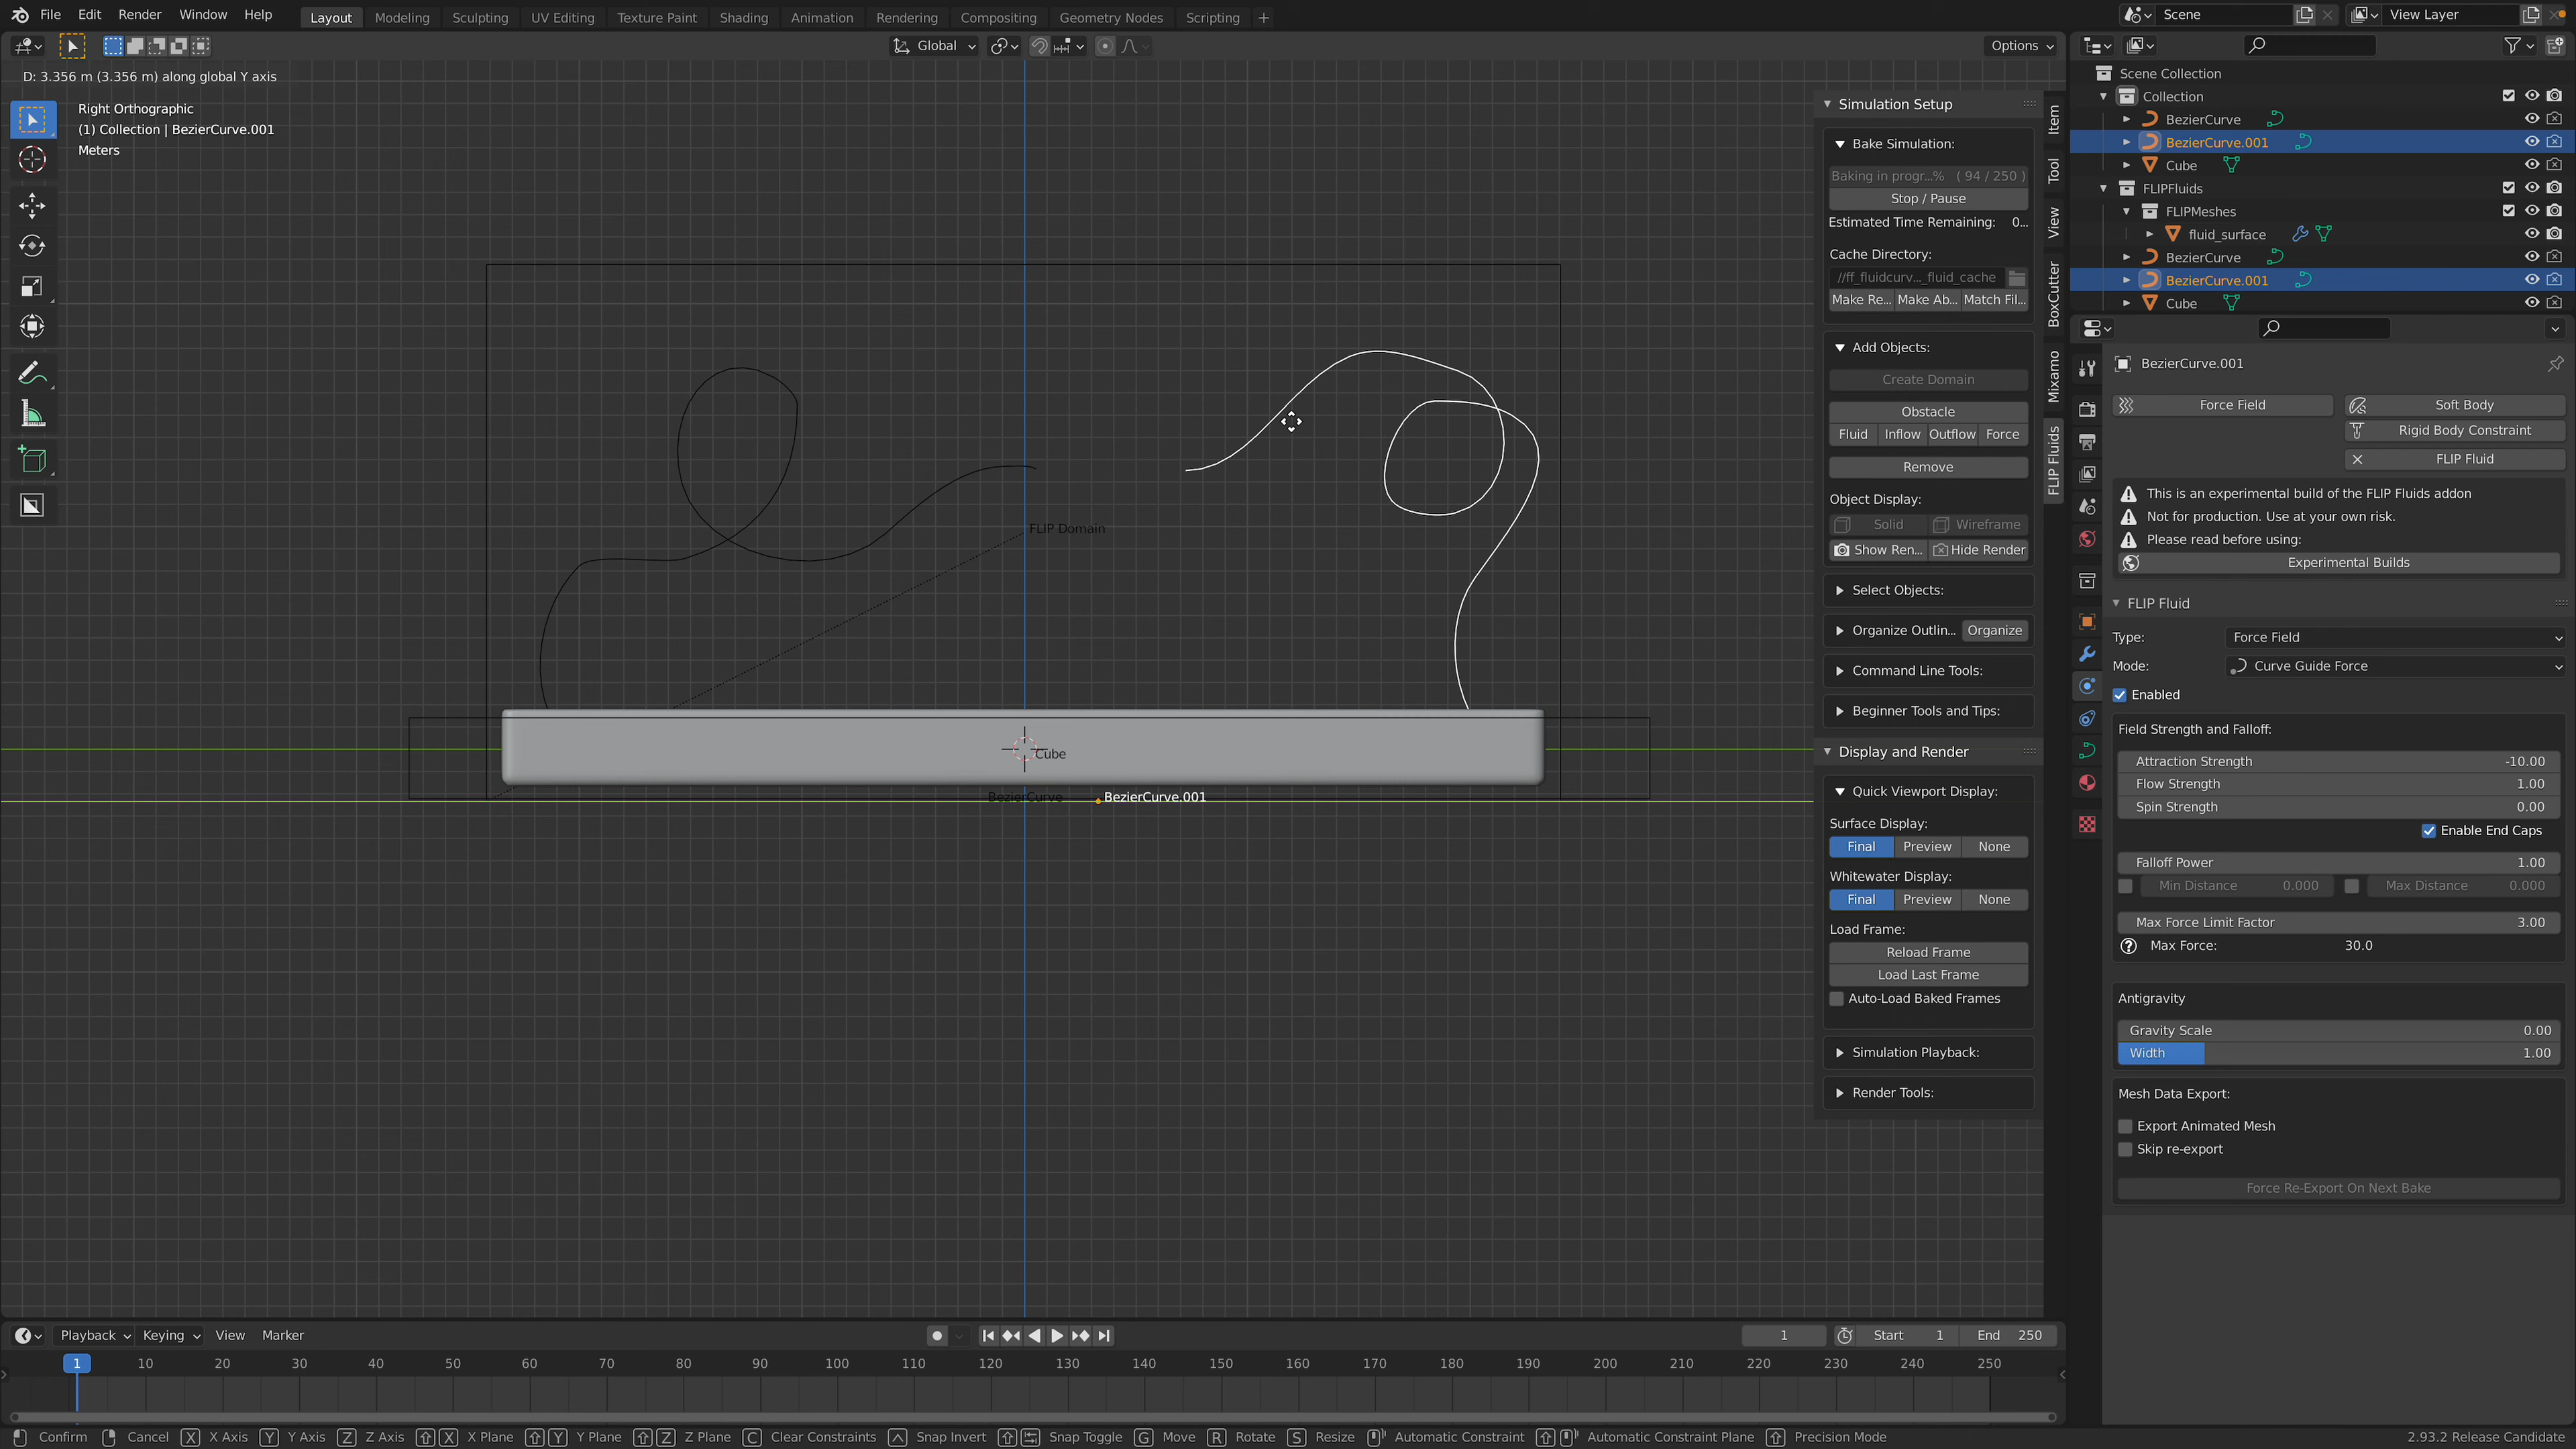 File Edit Render Window Help Layout Modeling Sculpting UV Editing Texture Paint Shading Animation Rendering Compositing Geometry Nodes Scripting + Scene View Layer
Global Options
D: 3.356 m (3.356 m) along global Y axis
Right Orthographic
(1) Collection | BezierCurve.001
Meters
FLIP Domain
Cube
BezierCurve
BezierCurve.001
Simulation Setup
Bake Simulation:
Baking in progr...% ( 94 / 250 )
Stop / Pause
Estimated Time Remaining: 0...
Cache Directory:
//ff_fluidcurv..._fluid_cache
Make Re... Make Ab... Match Fil...
Add Objects:
Create Domain
Obstacle
Fluid Inflow Outflow Force
Remove
Object Display:
Solid Wireframe
Show Ren... Hide Render
Select Objects:
Organize Outlin... Organize
Command Line Tools:
Beginner Tools and Tips:
Display and Render
Quick Viewport Display:
Surface Display:
Final Preview None
Whitewater Display:
Final Preview None
Load Frame:
Reload Frame
Load Last Frame
Auto-Load Baked Frames
Simulation Playback:
Render Tools:
Item
Tool
View
BoxCutter
Mixamo
FLIP Fluids
Scene Collection
Collection
BezierCurve
BezierCurve.001
Cube
FLIPFluids
FLIPMeshes
fluid_surface
BezierCurve
BezierCurve.001
Cube
BezierCurve.001
Force Field Soft Body
Rigid Body Constraint
FLIP Fluid
This is an experimental build of the FLIP Fluids addon
Not for production. Use at your own risk.
Please read before using:
Experimental Builds
FLIP Fluid
Type: Force Field
Mode: Curve Guide Force
Enabled
Field Strength and Falloff:
Attraction Strength -10.00
Flow Strength 1.00
Spin Strength 0.00
Enable End Caps
Falloff Power 1.00
Min Distance 0.000 Max Distance 0.000
Max Force Limit Factor 3.00
Max Force: 30.0
Antigravity
Gravity Scale 0.00
Width 1.00
Mesh Data Export:
Export Animated Mesh
Skip re-export
Force Re-Export On Next Bake
Playback Keying View Marker 1 Start 1 End 250
1 10 20 30 40 50 60 70 80 90 100 110 120 130 140 150 160 170 180 190 200 210 220 230 240 250
Confirm Cancel X X Axis Y Y Axis Z Z Axis X X Plane Y Y Plane Z Z Plane C Clear Constraints Snap Invert Snap Toggle G Move R Rotate S Resize Automatic Constraint Automatic Constraint Plane Precision Mode 2.93.2 Release Candidate